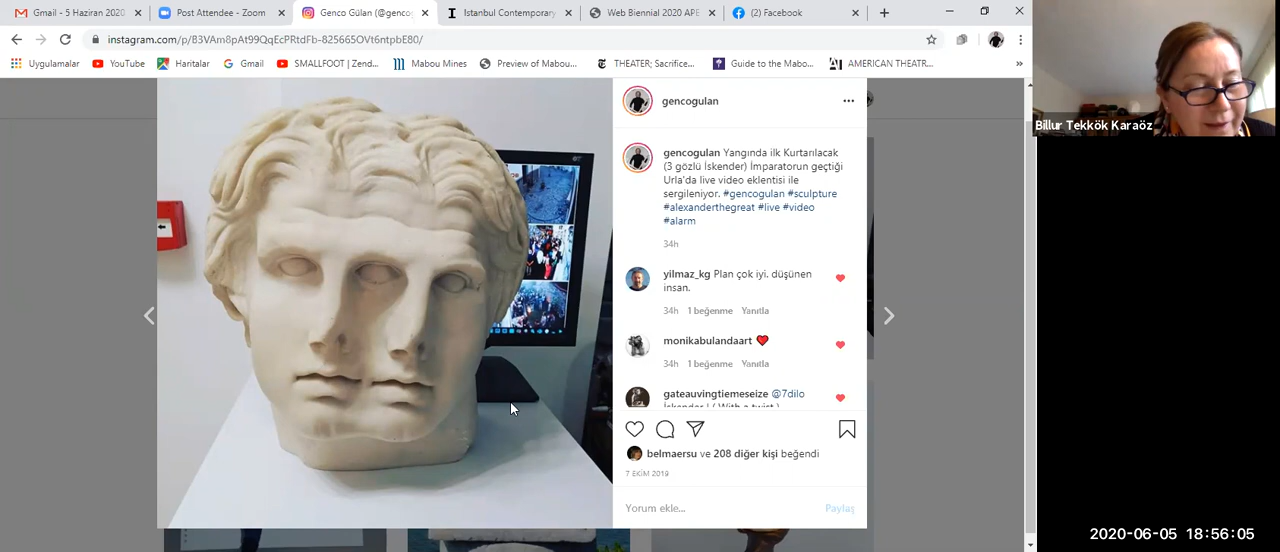 Gmail - 5 Haziran 2020
Post Attendee - Zoom
Genco Gülan (@gencog
Istanbul Contemporary
Web Biennial 2020 APE
(2) Facebook
instagram.com/p/B3VAm8pAt99QqEcPRtdFb-825665OVt6ntpbE80/
Uygulamalar
YouTube
Haritalar
Gmail
SMALLFOOT | Zend...
Mabou Mines
Preview of Mabou...
THEATER; Sacrifice...
Guide to the Mabo...
AMERICAN THEATR...
»
Billur Tekkök Karaöz
gencogulan
gencogulan Yangında ilk Kurtarılacak
(3 gözlü İskender) İmparatorun geçtiği
Urla'da live video eklentisi ile
sergileniyor. #gencogulan #sculpture
#alexanderthegreat #live #video
#alarm
34h
yilmaz_kg Plan çok iyi. düşünen
insan.
34h 1 beğenme Yanıtla
monikabulandaart
34h 1 beğenme Yanıtla
gateauvingtiemeseize @7dilo
İskender ! ( With a twist )
belmaersu ve 208 diğer kişi beğendi
7 EKİM 2019
Yorum ekle...
Paylaş
2020-06-05 18:56:05